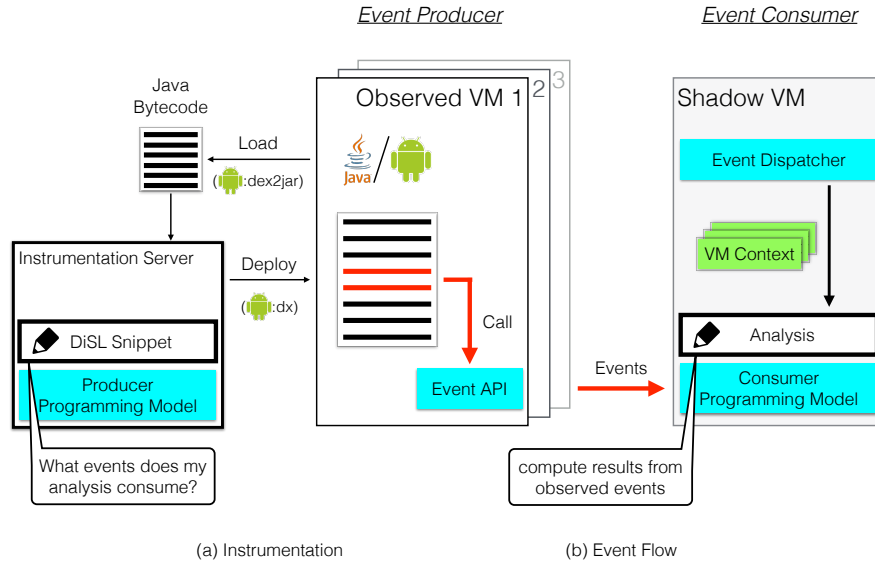 Event Producer
Event Consumer
Java
Bytecode
Observed VM 1
2
3
Shadow VM
Load
(:dex2jar)
Java
Event Dispatcher
VM Context
Instrumentation Server
Deploy
(:dx)
DiSL Snippet
Call
Analysis
Producer
Programming Model
Event API
Events
Consumer
Programming Model
What events does my
analysis consume?
compute results from
observed events
(a) Instrumentation
(b) Event Flow